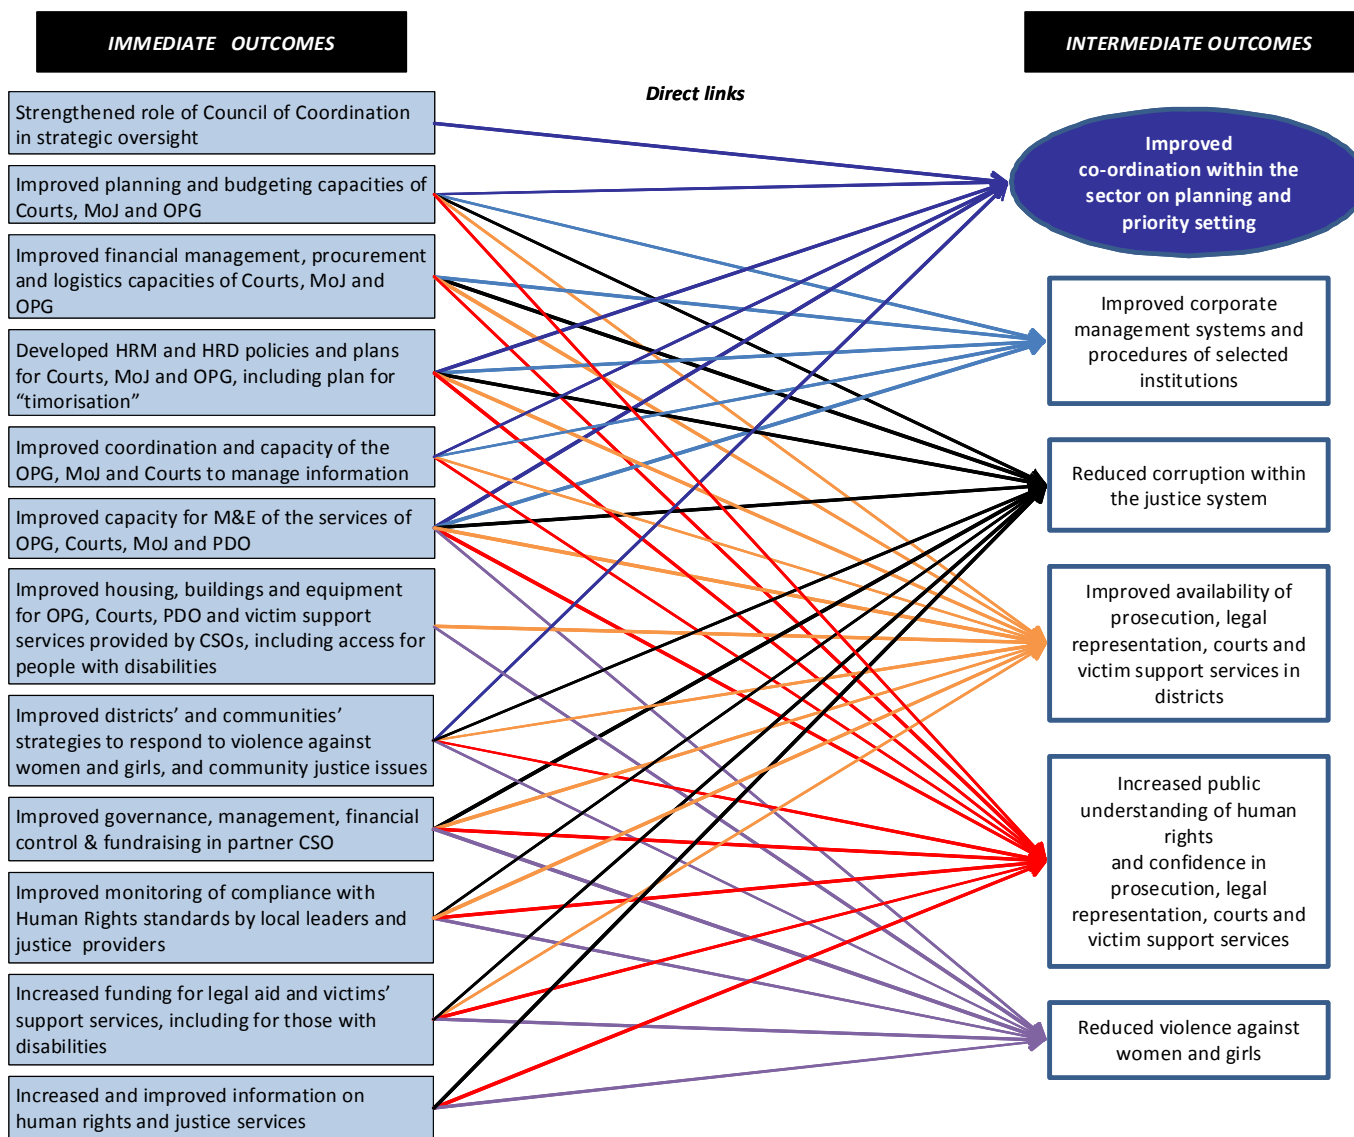 IMMEDIATE OUTCOMES
INTERMEDIATE OUTCOMES
Direct links
Strengthened role of Council of Coordination
in strategic oversight
Improved planning and budgeting capacities of
Courts, MoJ and OPG
Improved financial management, procurement
and logistics capacities of Courts, MoJ and
OPG
Developed HRM and HRD policies and plans
for Courts, MoJ and OPG, including plan for
“timorisation”
Improved coordination and capacity of the
OPG, MoJ and Courts to manage information
Improved capacity for M&E of the services of
OPG, Courts, MoJ and PDO
Improved housing, buildings and equipment
for OPG, Courts, PDO and victim support
services provided by CSOs, including access for
people with disabilities
Improved districts’ and communities’
strategies to respond to violence against
women and girls, and community justice issues
Improved governance, management, financial
control & fundraising in partner CSO
Improved monitoring of compliance with
Human Rights standards by local leaders and
justice providers
Increased funding for legal aid and victims’
support services, including for those with
disabilities
Increased and improved information on
human rights and justice services
Improved
co-ordination within the
sector on planning and
priority setting
Improved corporate
management systems and
procedures of selected
institutions
Reduced corruption within
the justice system
Improved availability of
prosecution, legal
representation, courts and
victim support services in
districts
Increased public
understanding of human
rights
and confidence in
prosecution, legal
representation, courts and
victim support services
Reduced violence against
women and girls